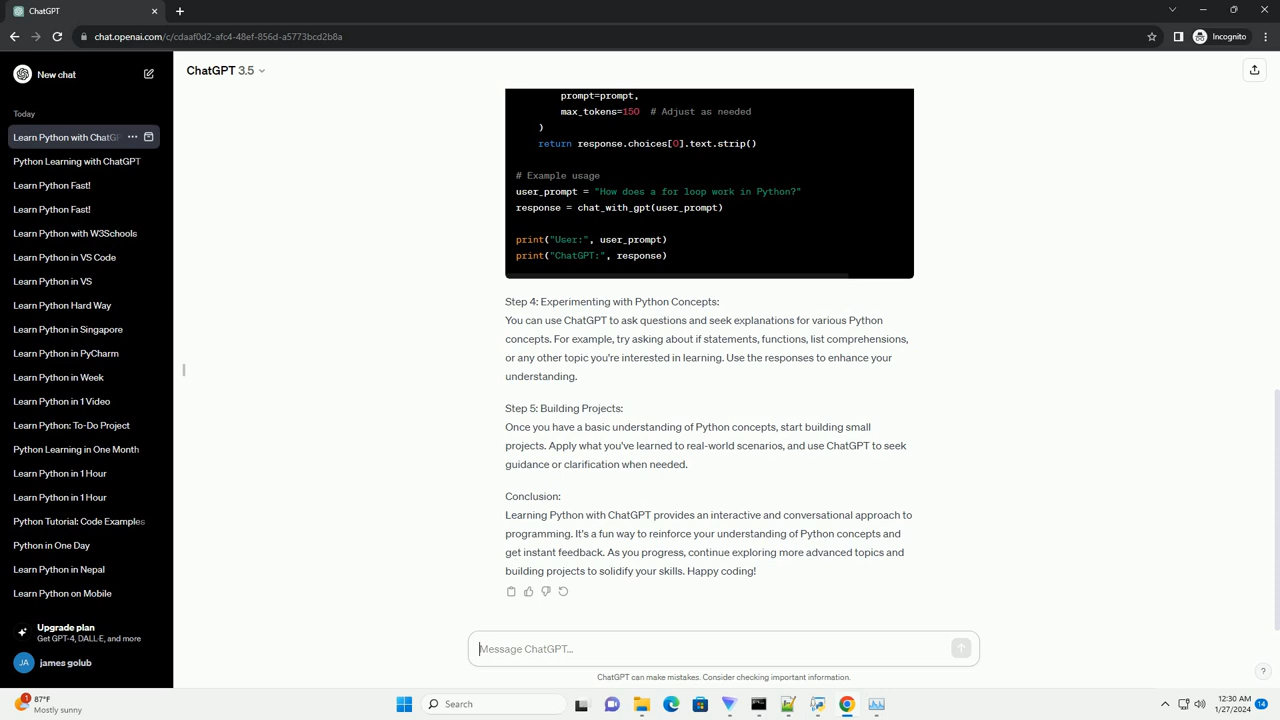 ChatGPT
chat.openai.com/c/cdaaf0d2-afc4-48ef-856d-a5773bcd2b8a
Incognito
New chat
ChatGPT 3.5
Today
Learn Python with ChatGP
Python Learning with ChatGPT
Learn Python Fast!
Learn Python Fast!
Learn Python with W3Schools
Learn Python in VS Code
Learn Python in VS
Learn Python Hard Way
Learn Python in Singapore
Learn Python in PyCharm
Learn Python in Week
Learn Python in 1 Video
Learn Python: To-Do Project
Python Learning in One Month
Learn Python in 1 Hour
Learn Python in 1 Hour
Python Tutorial: Code Examples
Python in One Day
Learn Python in Nepal
Learn Python on Mobile
Upgrade plan
Get GPT-4, DALL·E, and more
JA james golub
prompt=prompt,
max_tokens=150 # Adjust as needed
)
return response.choices[0].text.strip()
# Example usage
user_prompt = "How does a for loop work in Python?"
response = chat_with_gpt(user_prompt)
print("User:", user_prompt)
print("ChatGPT:", response)
Step 4: Experimenting with Python Concepts:
You can use ChatGPT to ask questions and seek explanations for various Python
concepts. For example, try asking about if statements, functions, list comprehensions,
or any other topic you're interested in learning. Use the responses to enhance your
understanding.
Step 5: Building Projects:
Once you have a basic understanding of Python concepts, start building small
projects. Apply what you've learned to real-world scenarios, and use ChatGPT to seek
guidance or clarification when needed.
Conclusion:
Learning Python with ChatGPT provides an interactive and conversational approach to
programming. It's a fun way to reinforce your understanding of Python concepts and
get instant feedback. As you progress, continue exploring more advanced topics and
building projects to solidify your skills. Happy coding!
Message ChatGPT...
ChatGPT can make mistakes. Consider checking important information.
?
1
87°F
Mostly sunny
Search
12:30 AM
1/27/2024
14